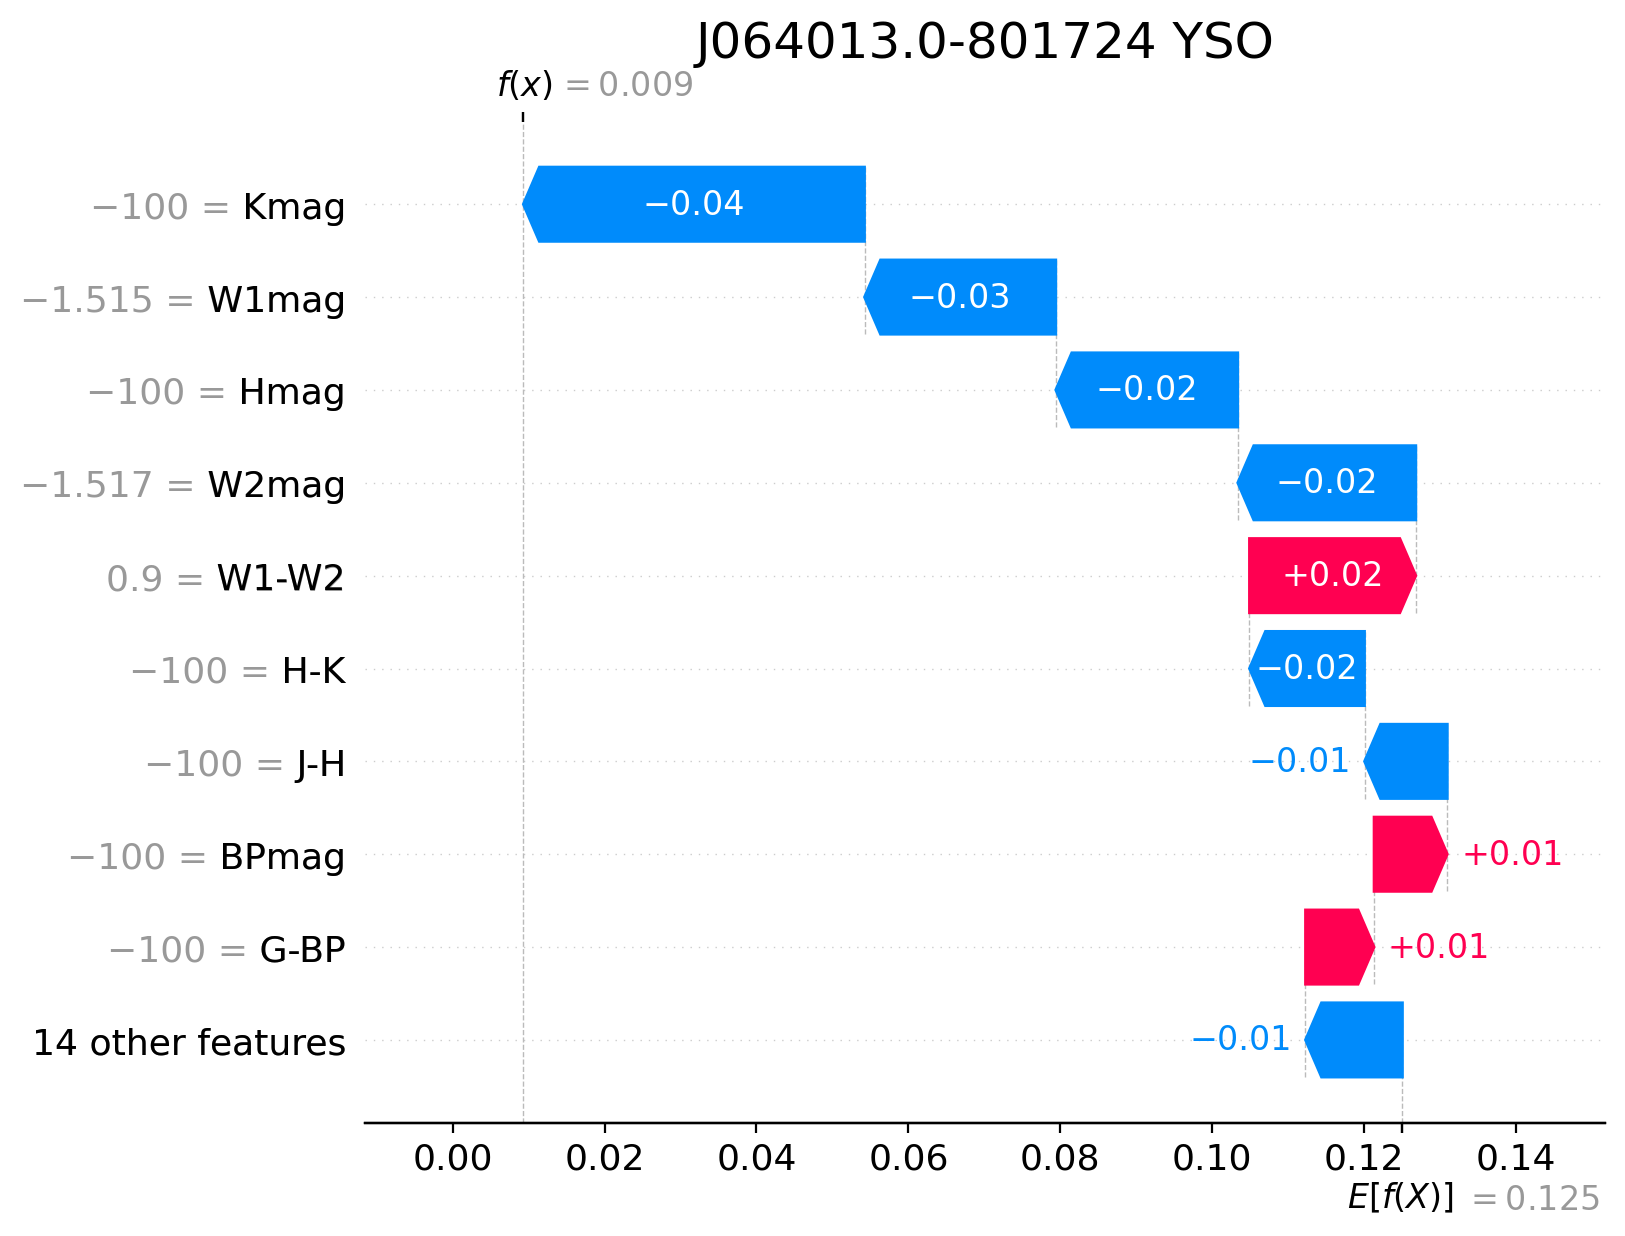 J064013.0-801724 YSO
f(x) = 0.009
−100 = Kmag
−0.04
−1.515 = W1mag
−0.03
−100 = Hmag
−0.02
−1.517 = W2mag
−0.02
0.9 = W1-W2
+0.02
−100 = H-K
−0.02
−100 = J-H
−0.01
−100 = BPmag
+0.01
−100 = G-BP
+0.01
14 other features
−0.01
0.00 0.02 0.04 0.06 0.08 0.10 0.12 0.14
E[f(X)] = 0.125